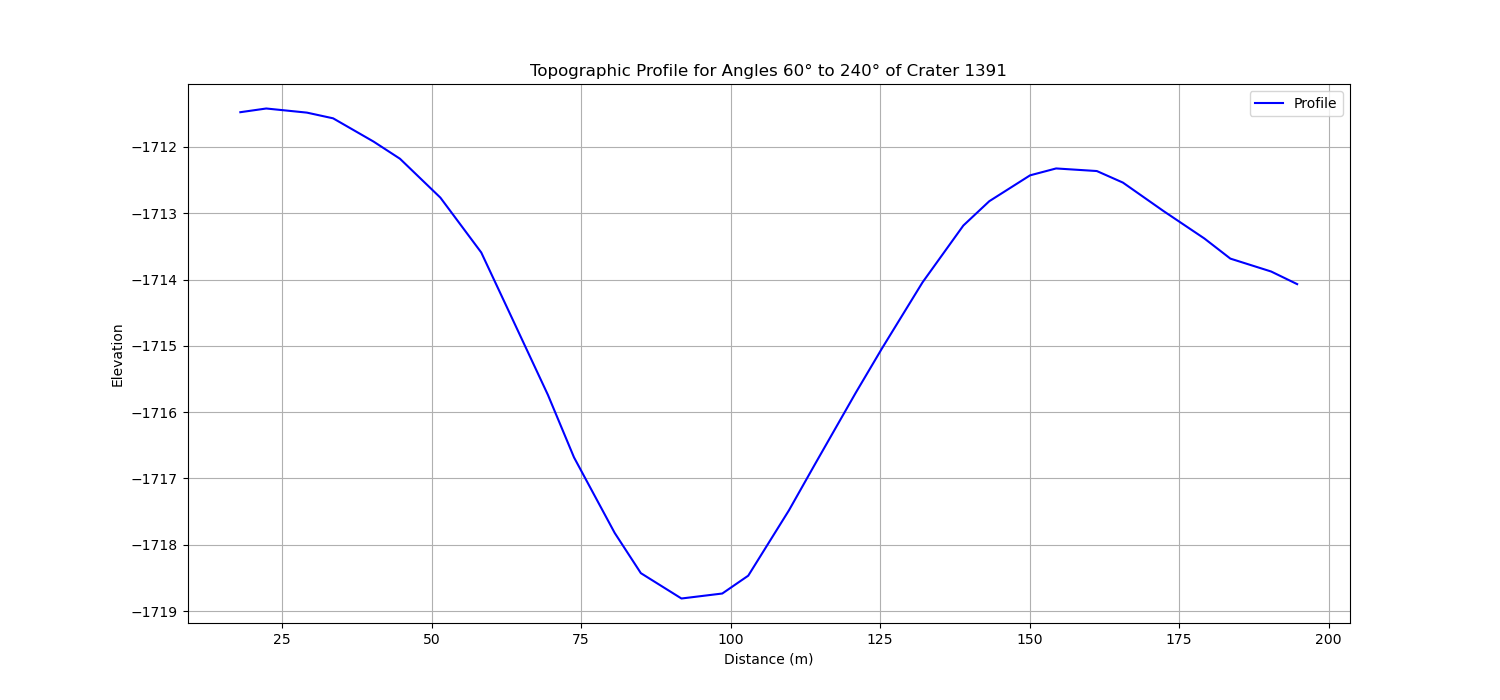 Topographic Profile for Angles 60° to 240° of Crater 1391
Profile
Elevation
−1712
−1713
−1714
−1715
−1716
−1717
−1718
−1719
25 50 75 100 125 150 175 200
Distance (m)